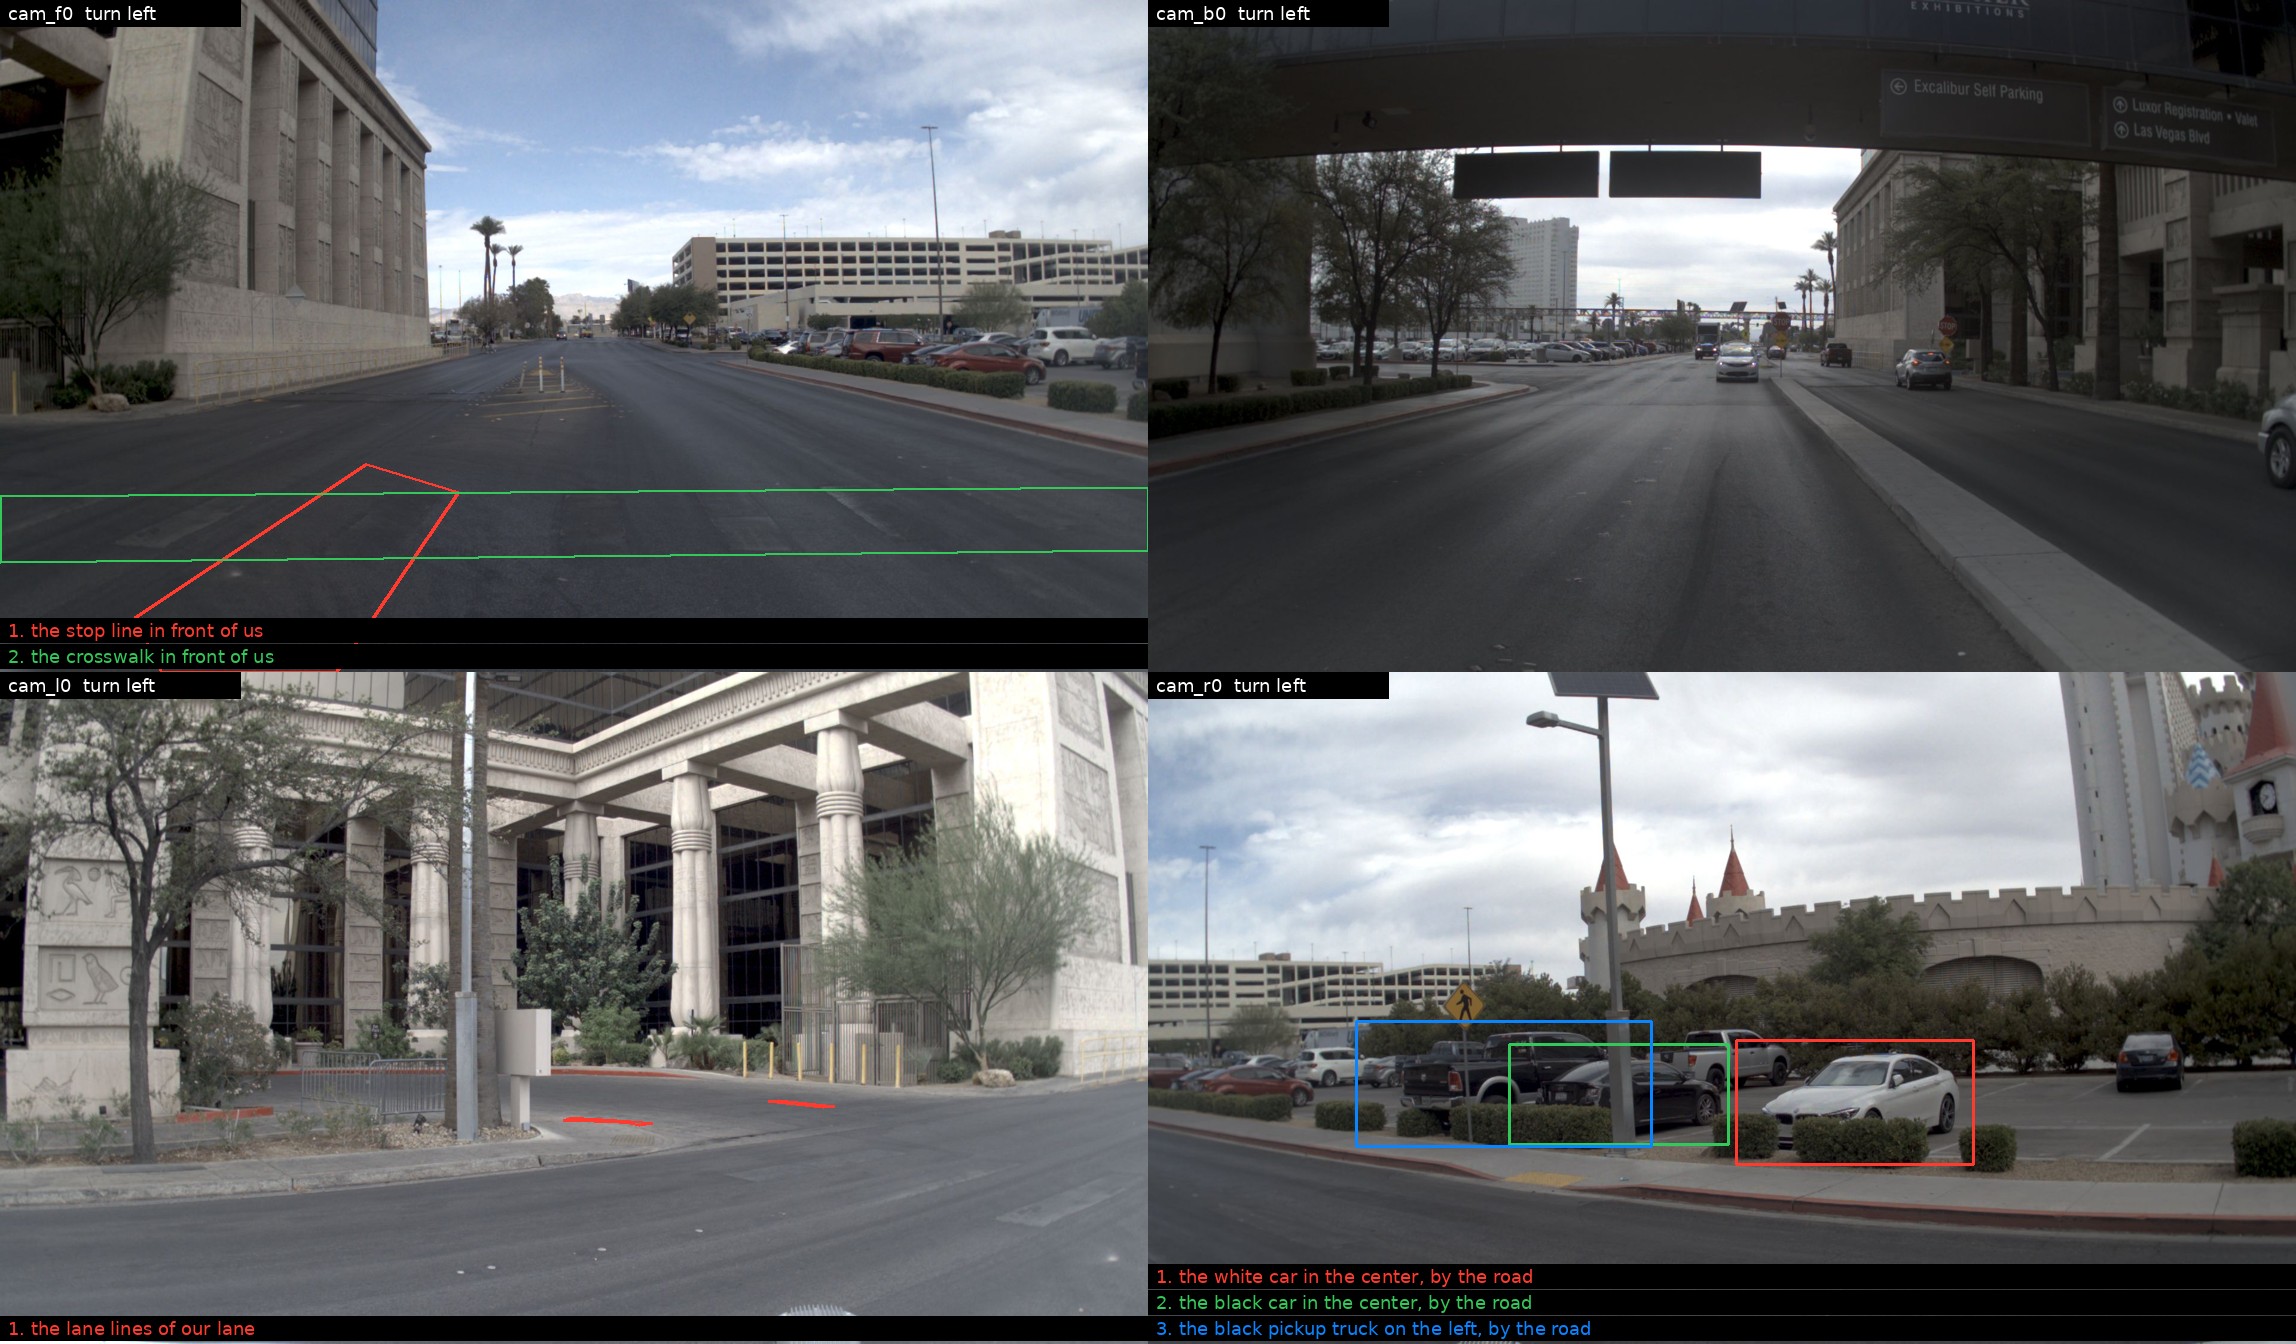 cam_f0 turn left
1. the stop line in front of us
2. the crosswalk in front of us
cam_b0 turn left
EXHIBITIONS
Excalibur Self Parking
Luxor Registration • Valet
Las Vegas Blvd
STOP
cam_l0 turn left
1. the lane lines of our lane
cam_r0 turn left
1. the white car in the center, by the road
2. the black car in the center, by the road
3. the black pickup truck on the left, by the road